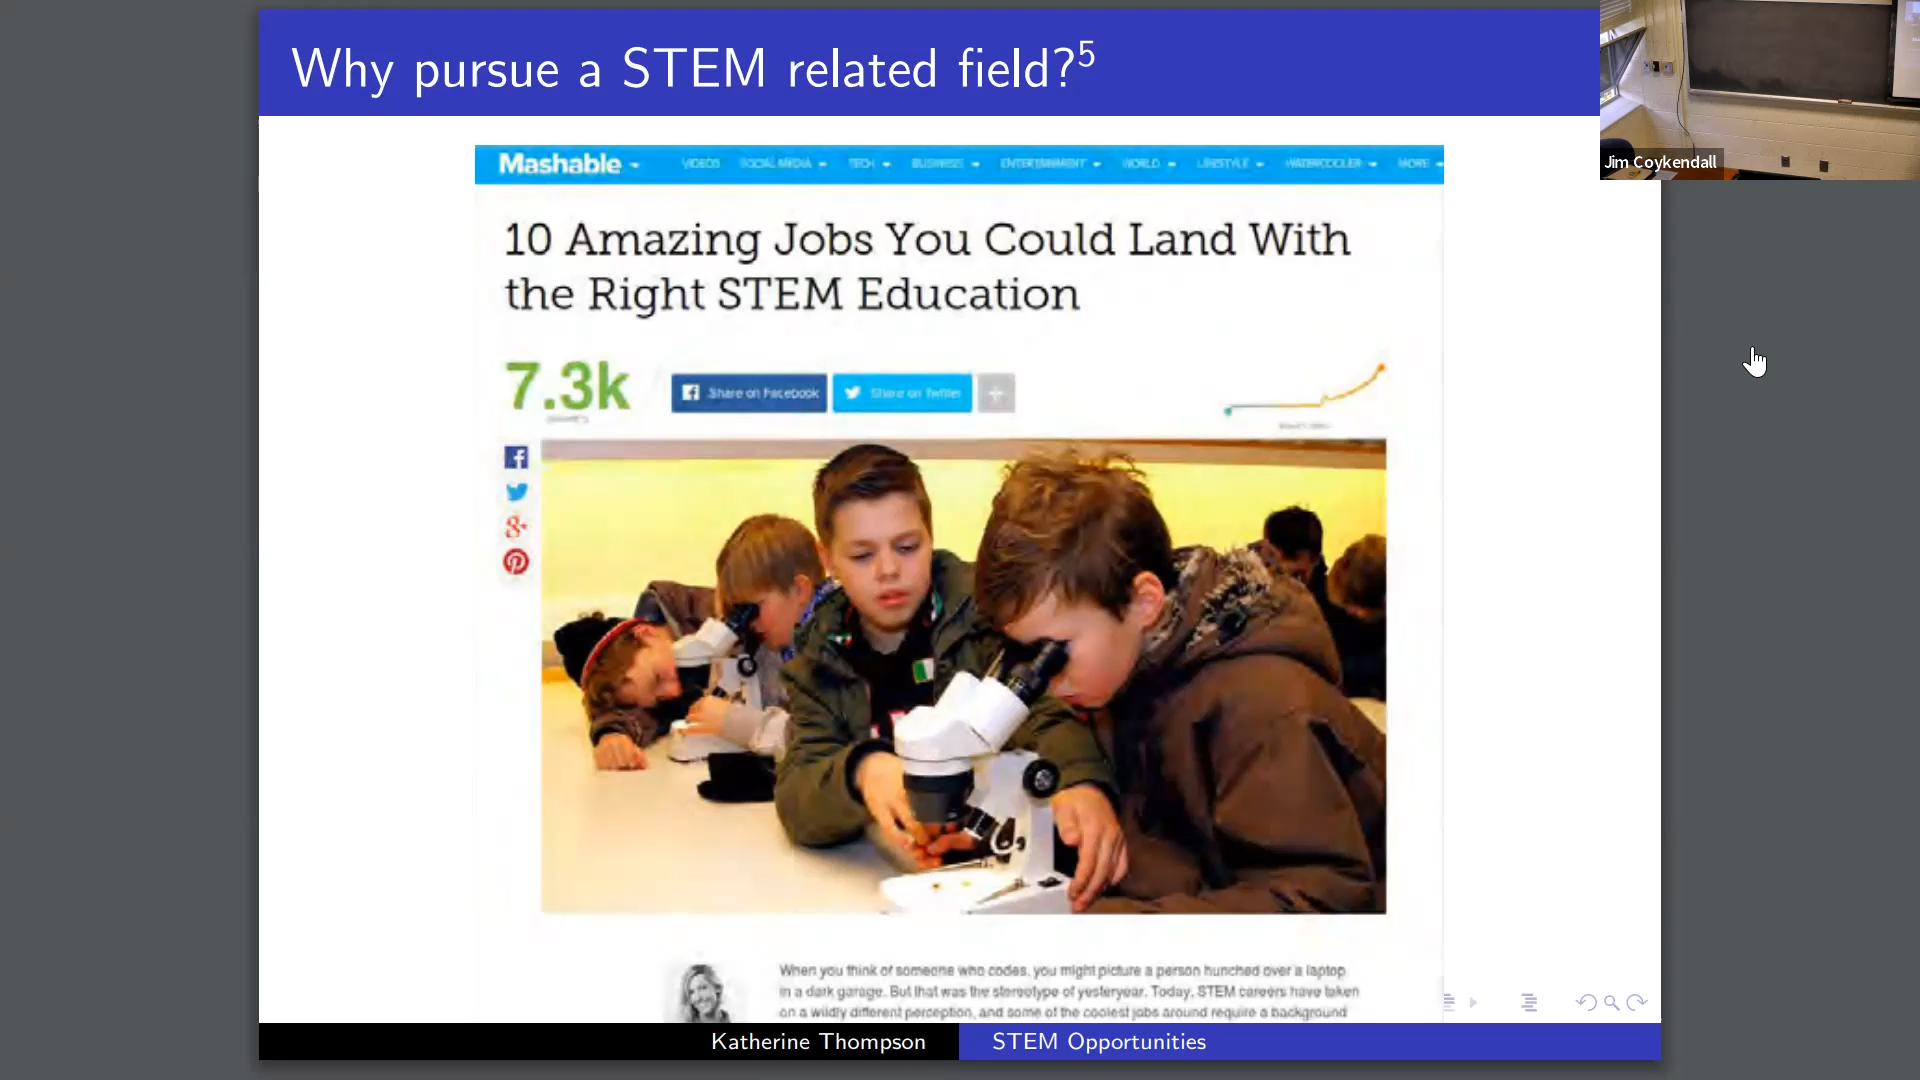 Why pursue a STEM related field?5
Jim Coykendall
Mashable VIDEOS SOCIAL MEDIA TECH BUSINESS ENTERTAINMENT WORLD LIFESTYLE WATERCOOLER MORE
10 Amazing Jobs You Could Land With
the Right STEM Education
7.3k
Share on Facebook
Share on Twitter
When you think of someone who codes, you might picture a person hunched over a laptop
in a dark garage. But that was the stereotype of yesteryear. Today, STEM careers have taken
on a wildly different perception, and some of the coolest jobs around require a background
Katherine Thompson
STEM Opportunities